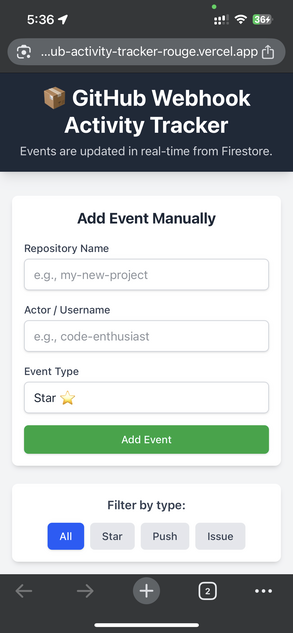 5:36
36
...ub-activity-tracker-rouge.vercel.app
📦 GitHub Webhook
Activity Tracker
Events are updated in real-time from Firestore.
Add Event Manually
Repository Name
e.g., my-new-project
Actor / Username
e.g., code-enthusiast
Event Type
Star ⭐
Add Event
Filter by type:
All Star Push Issue
2